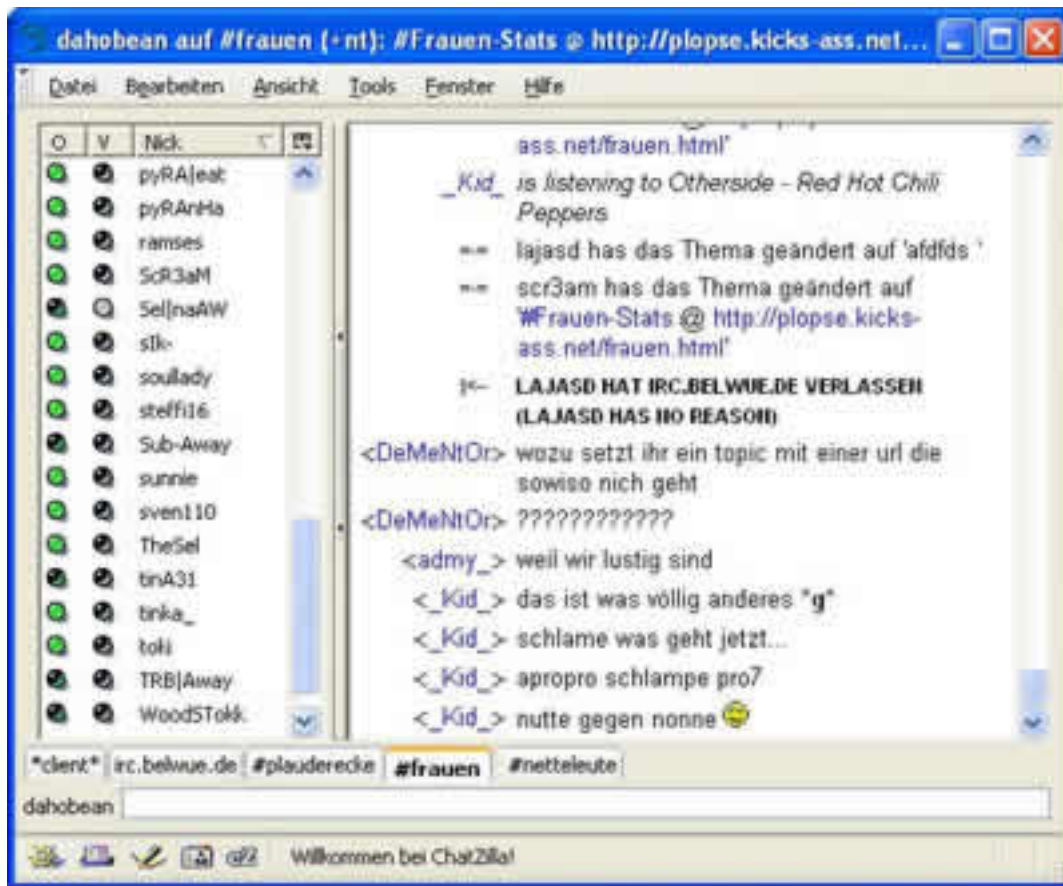 dahobean auf #frauen (+nt): #Frauen-Stats @ http://plopse.kicks-ass.net...
Datei Bearbeiten Ansicht Tools Fenster Hilfe
O V Nick
pyRA|eat
pyRAnHa
ramses
ScR3aM
Sel|naAW
sIk-
soullady
steffi16
Sub-Away
sunnie
sven110
TheSel
tinA31
tinka_
toki
TRB|Away
WoodSTokk
ass.net/frauen.html"
_Kid_ is listening to Otherside - Red Hot Chili
Peppers
=-= lajasd has das Thema geändert auf 'afdfds '
=-= scr3am has das Thema geändert auf
#Frauen-Stats @ http://plopse.kicks-
ass.net/frauen.html"
|<-- LAJASD HAT IRC.BELWUE.DE VERLASSEN
(LAJASD HAS NO REASON)
<DeMeNtOr> wozu setzt ihr ein topic mit einer url die
sowiso nich geht
<DeMeNtOr> ????????????
<admy_> weil wir lustig sind
<_Kid_> das ist was völlig anderes *g*
<_Kid_> schlame was geht jetzt...
<_Kid_> apropro schlampe pro7
<_Kid_> nutte gegen nonne
*client* irc.belwue.de #plauderecke #frauen #netteleute
dahobean
Willkommen bei ChatZilla!